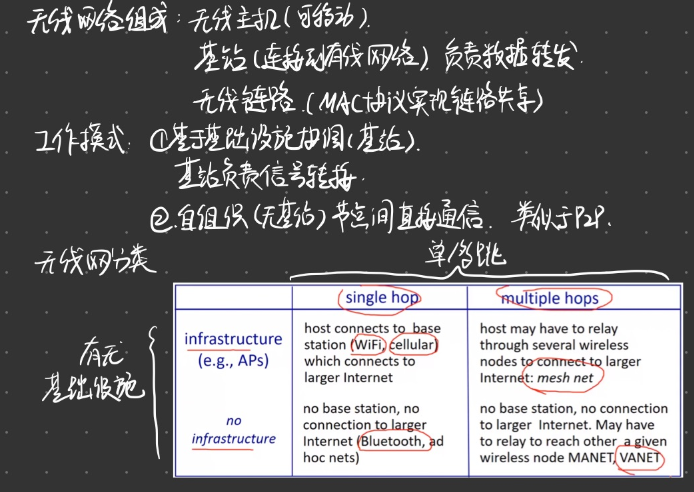 无线网络组成：无线主机(可移动).
基站(连接到有线网络) 负责数据转发
无线链路.(MAC协议实现链路共享)
工作模式: ①基于基础设施协调(基站).
基站负责信号转接.
②.自组织(无基站)节点间直接通信. 类似于P2P.
无线网分类
单/多跳
single hop
multiple hops
有无
基础设施
infrastructure
(e.g., APs)
host connects to base
station (WiFi, cellular)
which connects to
larger Internet
host may have to relay
through several wireless
nodes to connect to larger
Internet: mesh net
no
infrastructure
no base station, no
connection to larger
Internet (Bluetooth, ad
hoc nets)
no base station, no connection
to larger Internet. May have
to relay to reach other a given
wireless node MANET, VANET